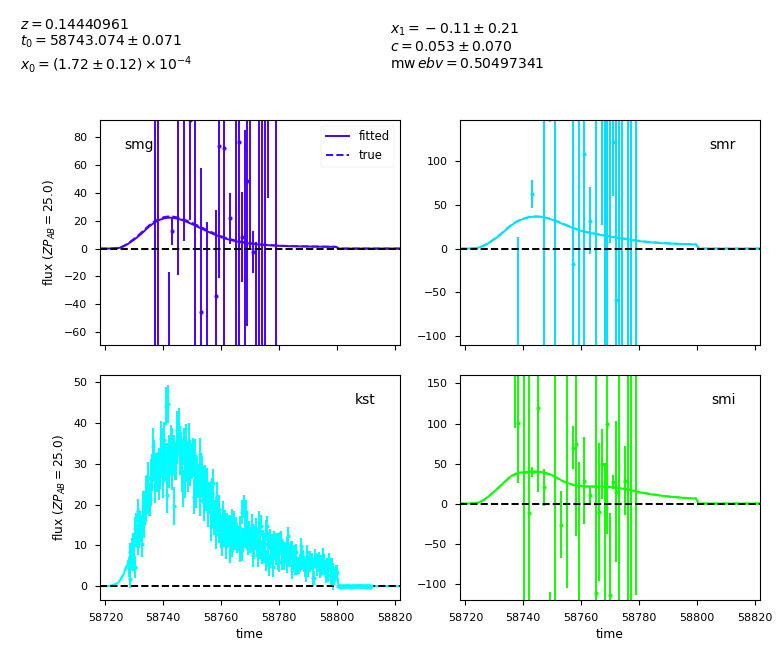 z = 0.14440961
t₀ = 58743.074 ± 0.071
x₀ = (1.72 ± 0.12) × 10⁻⁴
x₁ = −0.11 ± 0.21
c = 0.053 ± 0.070
mw ebv = 0.50497341
smg
fitted
true
80
60
40
20
0
−20
−40
−60
flux (ZP_AB = 25.0)
smr
100
50
0
−50
−100
kst
50
40
30
20
10
0
flux (ZP_AB = 25.0)
58720 58740 58760 58780 58800 58820
time
smi
150
100
50
0
−50
−100
58720 58740 58760 58780 58800 58820
time